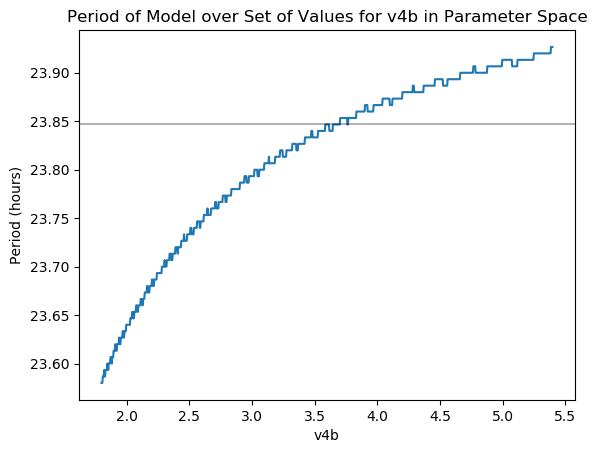 Period of Model over Set of Values for v4b in Parameter Space
Period (hours)
23.90
23.85
23.80
23.75
23.70
23.65
23.60
2.0 2.5 3.0 3.5 4.0 4.5 5.0 5.5
v4b